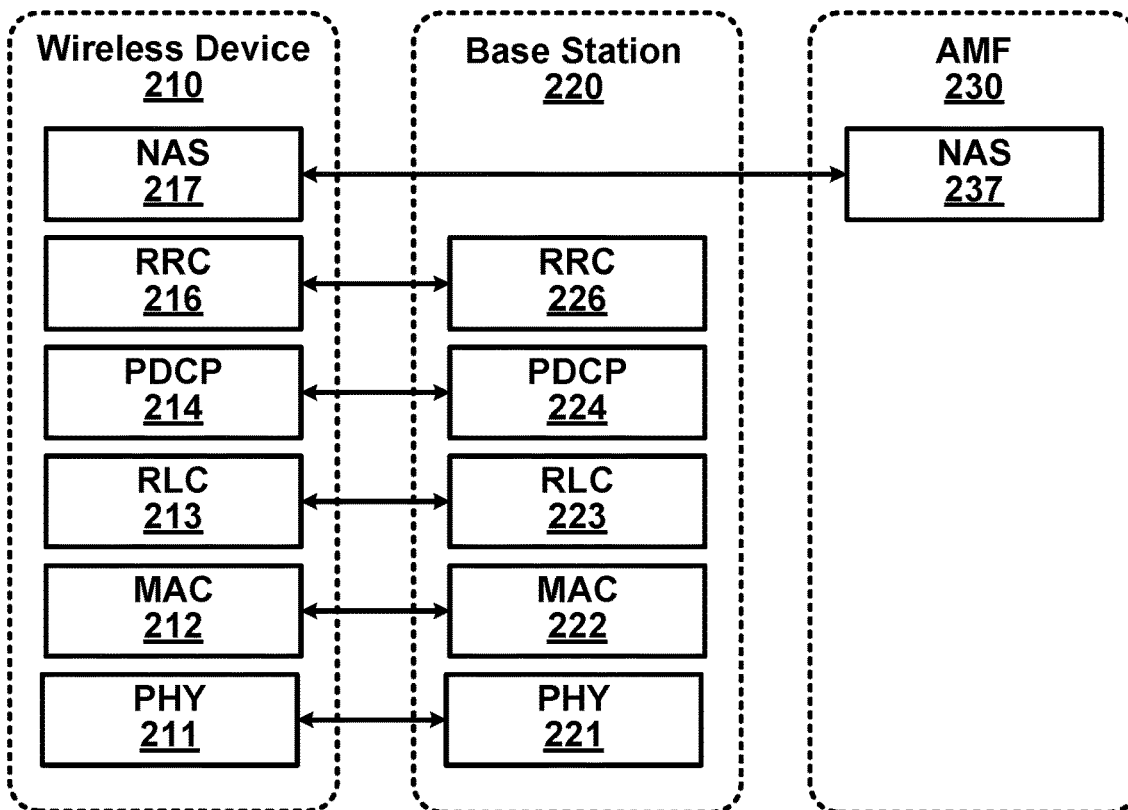 Wireless Device
210
Base Station
220
AMF
230
NAS
217
NAS
237
RRC
216
RRC
226
PDCP
214
PDCP
224
RLC
213
RLC
223
MAC
212
MAC
222
PHY
211
PHY
221